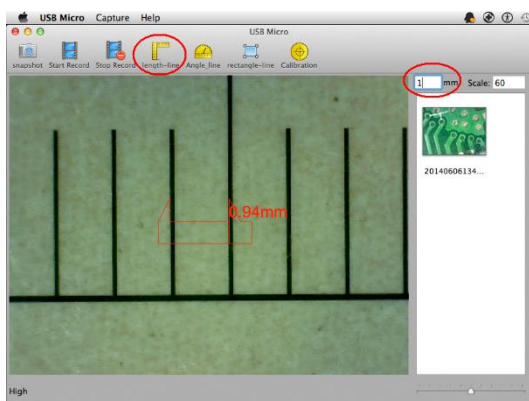 USB Micro Capture Help
USB Micro
snapshot Start Record Stop Record length-line Angle_line rectangle-line Calibration
1 mm Scale: 60
0.94mm
20140606134...
High